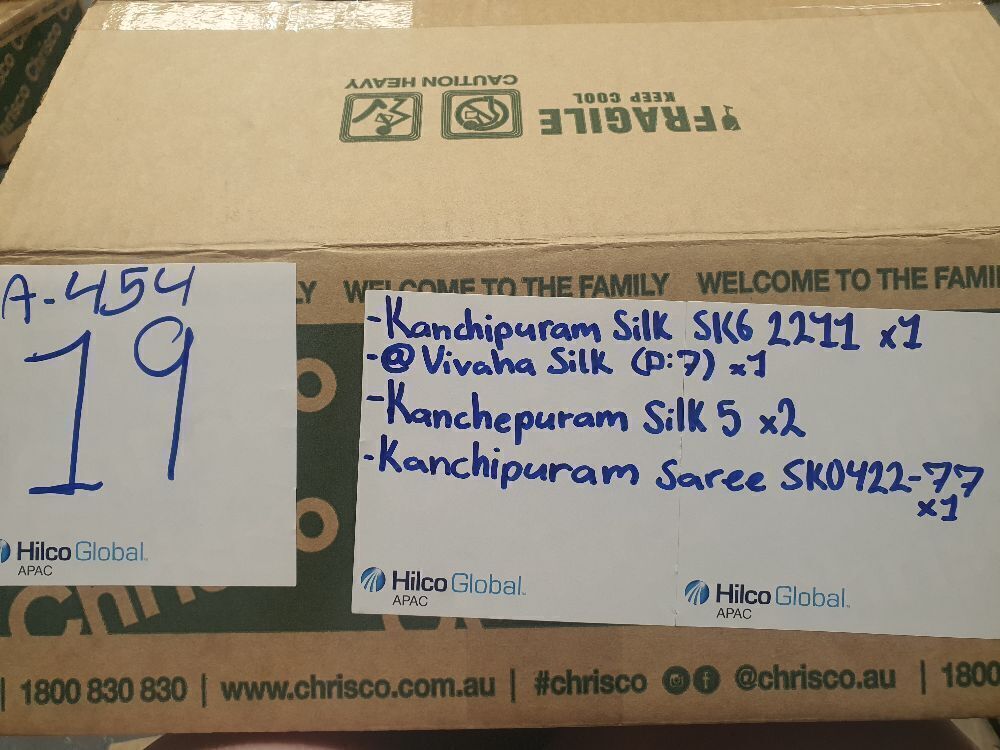 CAUTION HEAVY
FRAGILE
KEEP COOL
WELCOME TO THE FAMILY
WELCOME TO THE FAMI
A-454
19
-Kanchipuram Silk SK6 2211 x1
-@Vivaha Silk (P:7) x1
-Kanchepuram Silk 5 x2
-Kanchipuram Saree SK0422-77
x1
Hilco Global
APAC
Hilco Global
APAC
Hilco Global
APAC
| 1800 830 830 | www.chrisco.com.au | #chrisco @chrisco.au | 1800